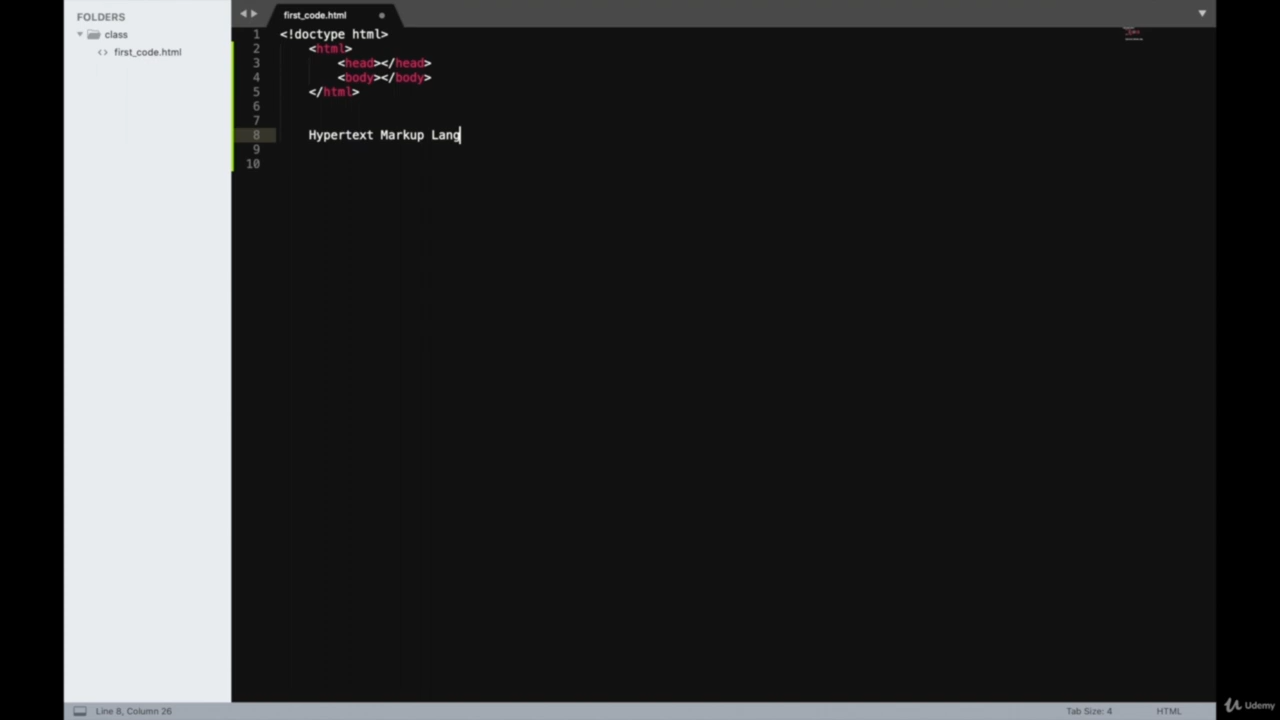 FOLDERS
class
<> first_code.html
first_code.html
1 <!doctype html>
2 <html>
3 <head></head>
4 <body></body>
5 </html>
6
7
8 Hypertext Markup Lang
9
10
Line 8, Column 26
Tab Size: 4
HTML
Udemy